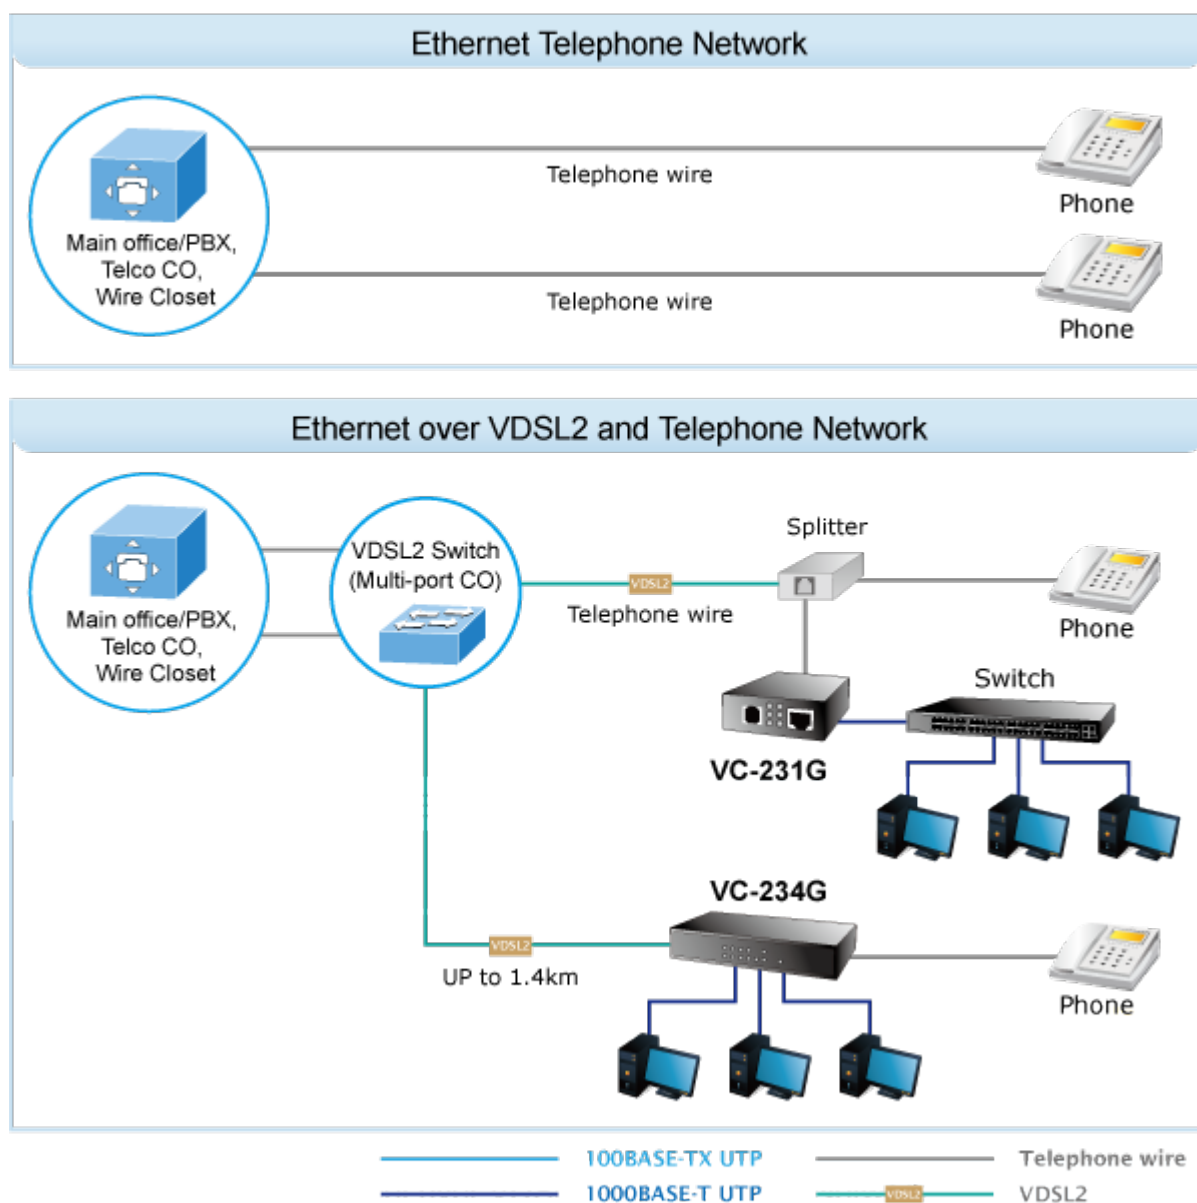 Ethernet Telephone Network
Telephone wire
Phone
Main office/PBX,
Telco CO,
Wire Closet
Telephone wire
Phone
Ethernet over VDSL2 and Telephone Network
Splitter
VDSL2 Switch
(Multi-port CO)
VDSL2
Telephone wire
Phone
Main office/PBX,
Telco CO,
Wire Closet
Switch
VC-231G
VC-234G
VDSL2
UP to 1.4km
Phone
100BASE-TX UTP
Telephone wire
1000BASE-T UTP
VDSL2
VDSL2